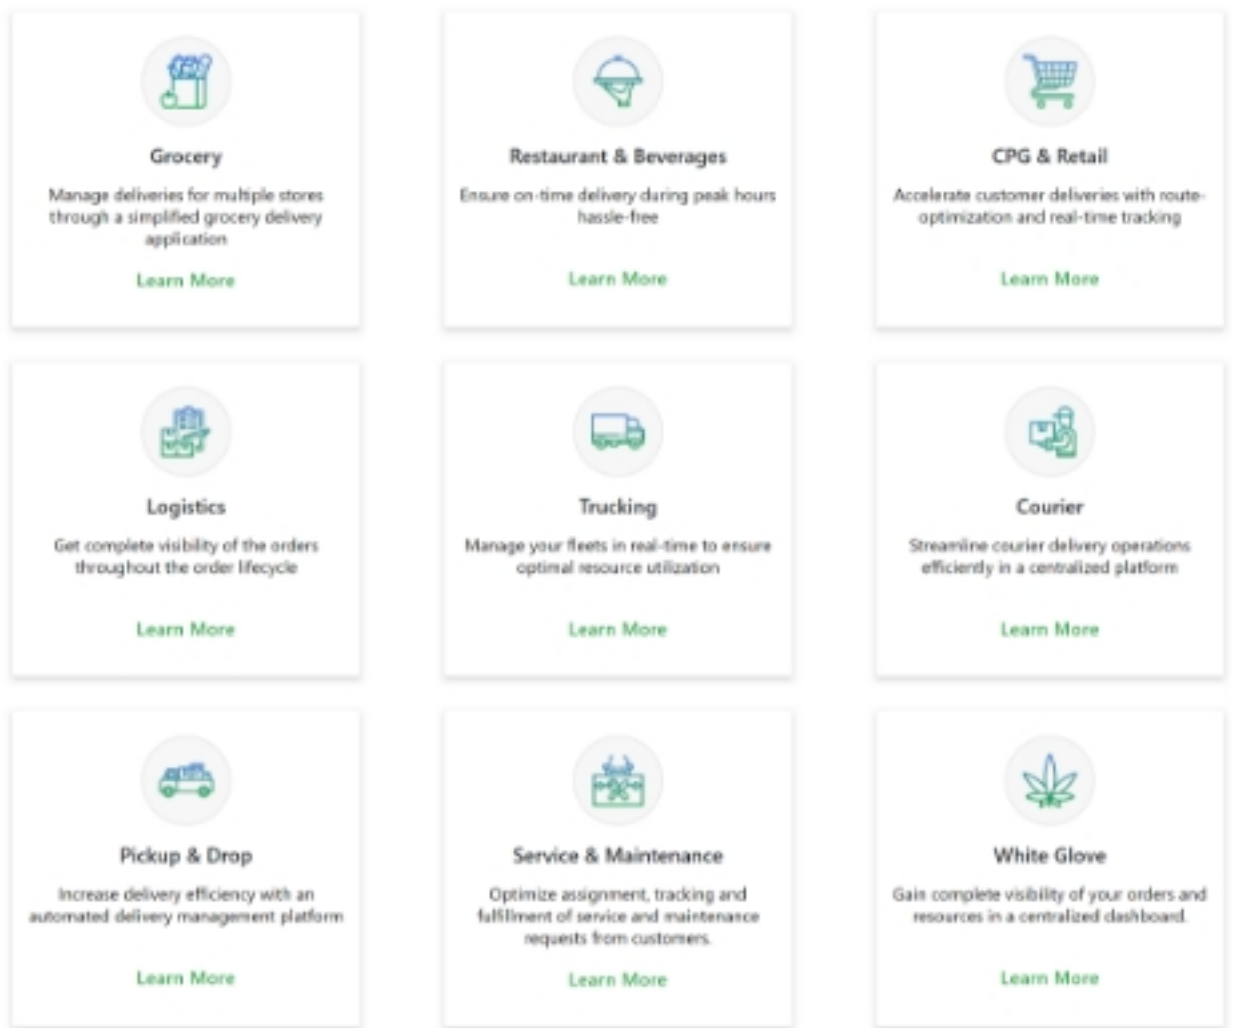 Grocery
Manage deliveries for multiple stores
through a simplified grocery delivery
application
Learn More
Restaurant & Beverages
Ensure on-time delivery during peak hours
hassle-free
Learn More
CPG & Retail
Accelerate customer deliveries with route-
optimization and real-time tracking
Learn More
Logistics
Get complete visibility of the orders
throughout the order lifecycle
Learn More
Trucking
Manage your fleets in real-time to ensure
optimal resource utilization
Learn More
Courier
Streamline courier delivery operations
efficiently in a centralized platform
Learn More
Pickup & Drop
Increase delivery efficiency with an
automated delivery management platform
Learn More
Service & Maintenance
Optimize assignment, tracking and
fulfillment of service and maintenance
requests from customers.
Learn More
White Glove
Gain complete visibility of your orders and
resources in a centralized dashboard.
Learn More